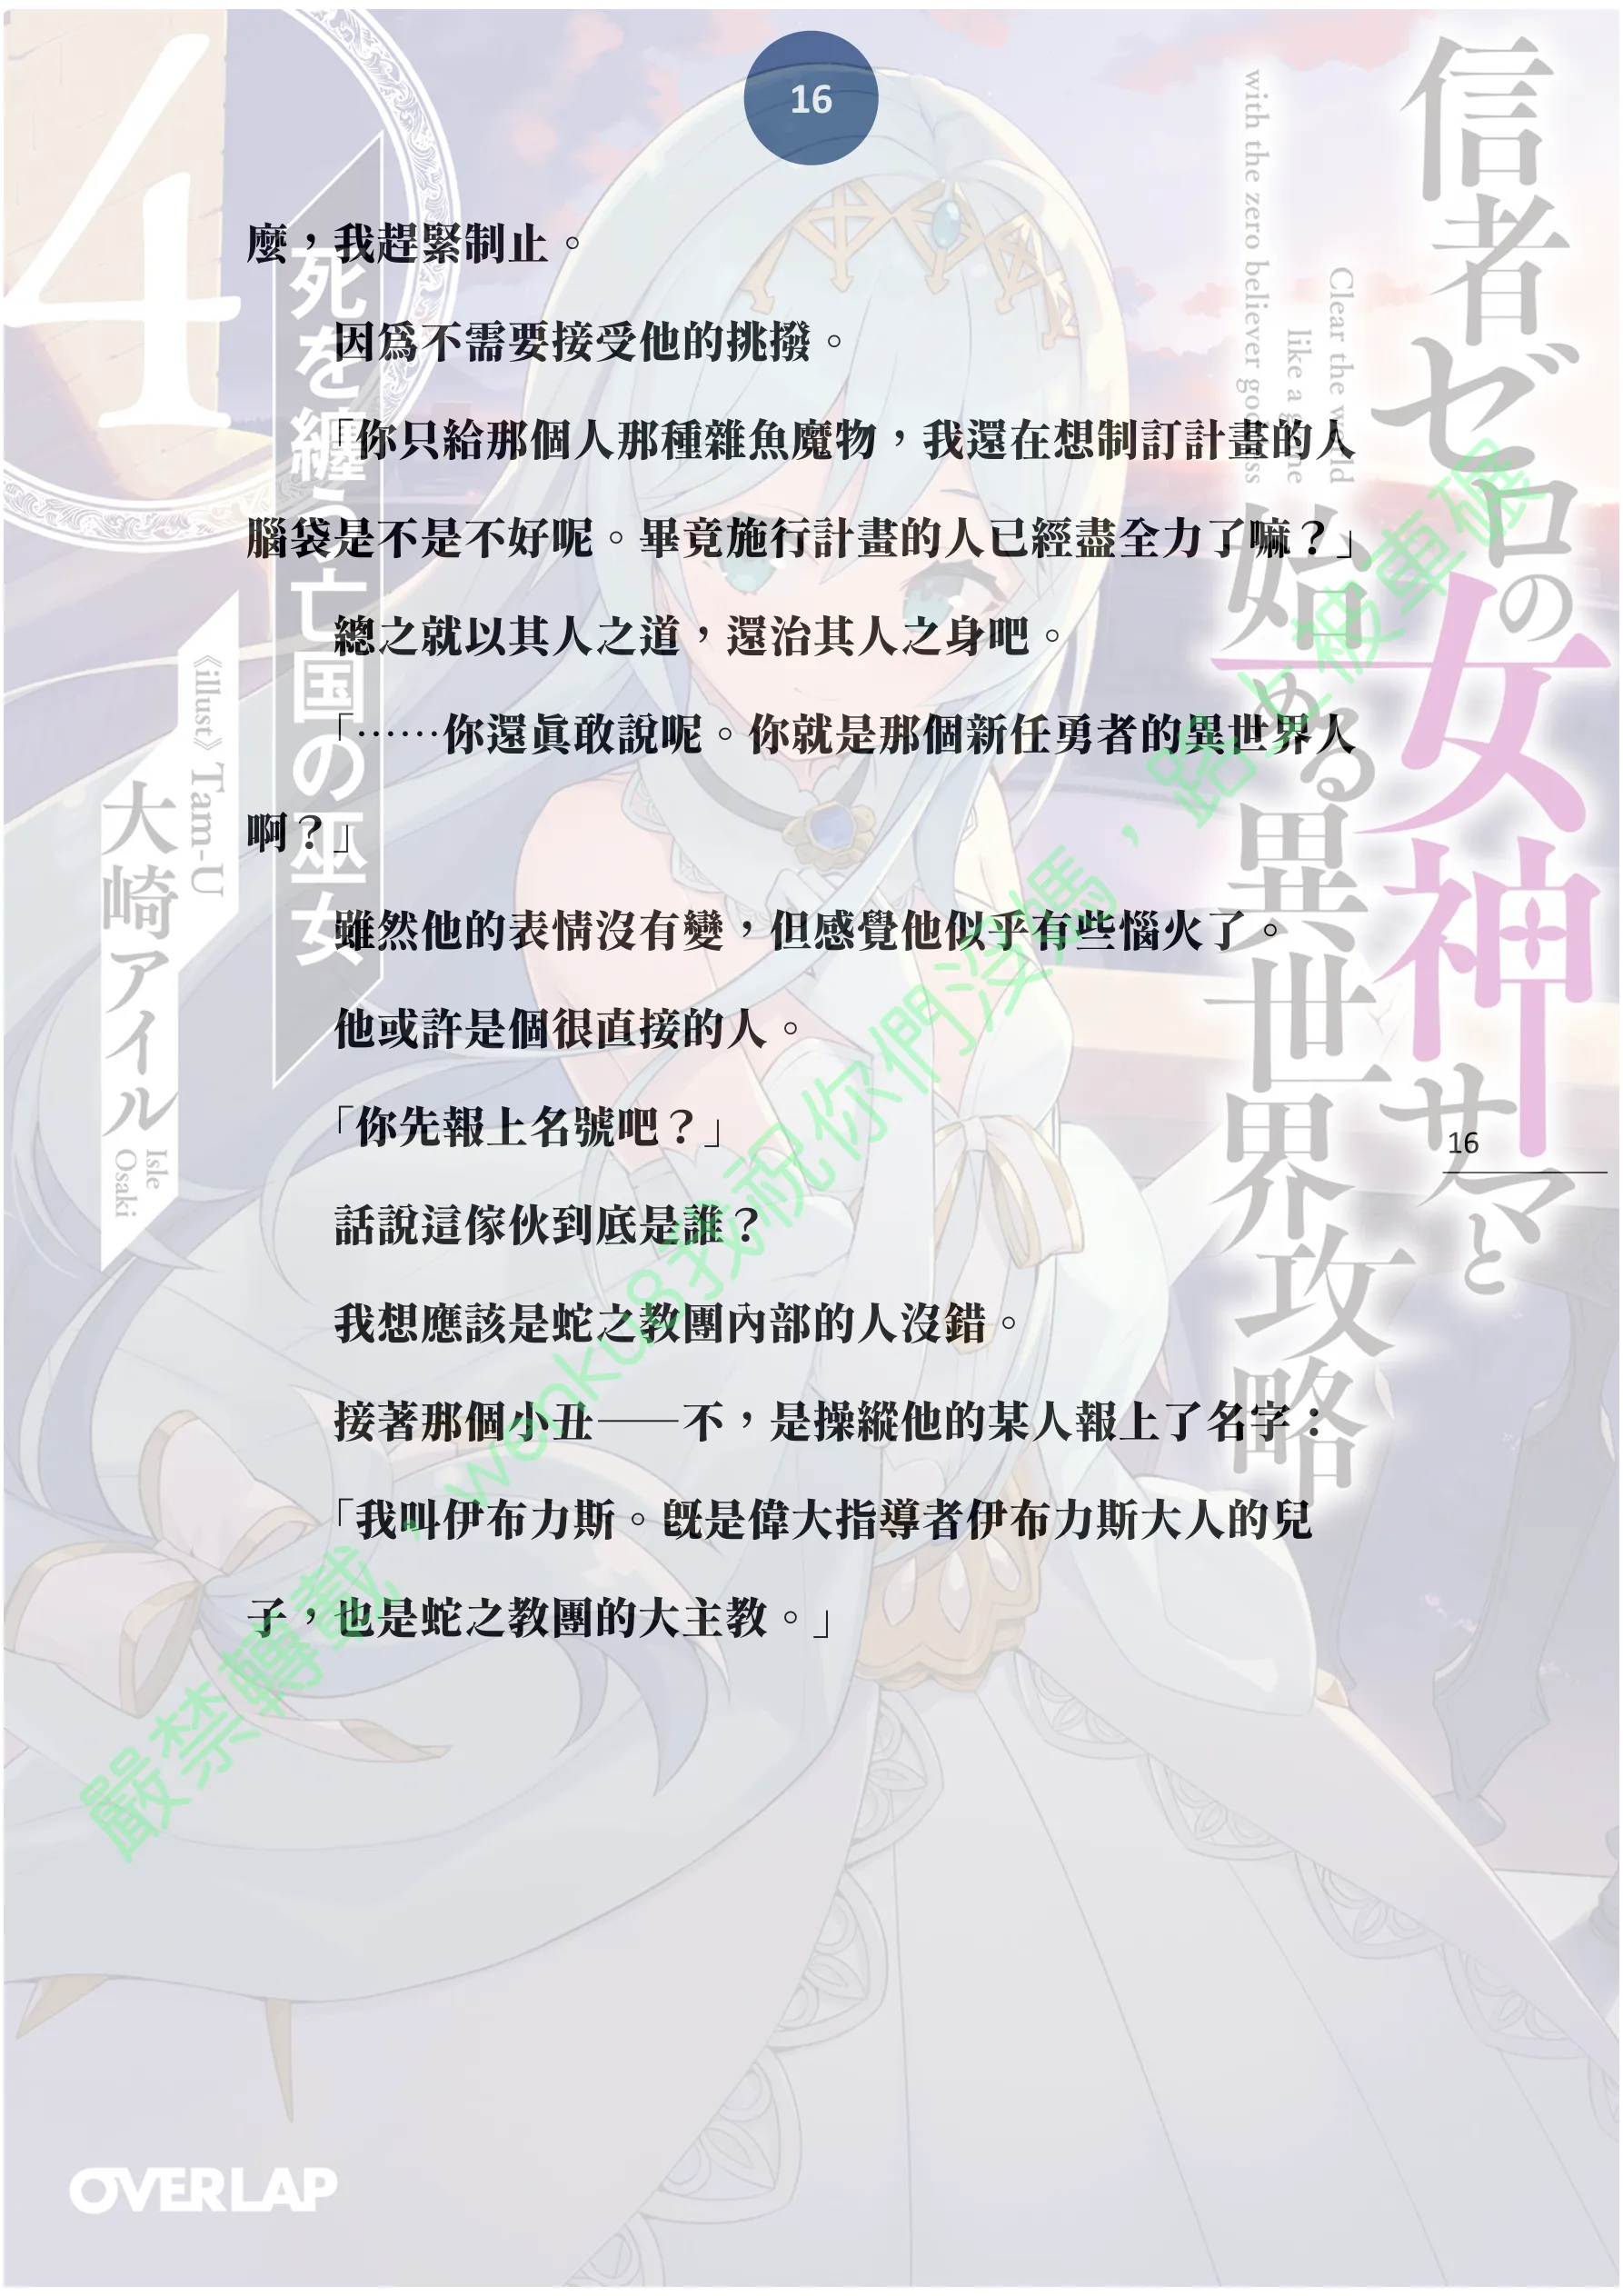 16
麼，我趕緊制止。
因爲不需要接受他的挑撥。
「你只給那個人那種雜魚魔物，我還在想制訂計畫的人
腦袋是不是不好呢。畢竟施行計畫的人已經盡全力了嘛？」
總之就以其人之道，還治其人之身吧。
「……你還眞敢說呢。你就是那個新任勇者的異世界人
啊？」
雖然他的表情沒有變，但感覺他似乎有些惱火了。
他或許是個很直接的人。
「你先報上名號吧？」
話說這傢伙到底是誰？
我想應該是蛇之教團內部的人沒錯。
接著那個小丑——不，是操縱他的某人報上了名字：
「我叫伊布力斯。旣是偉大指導者伊布力斯大人的兒
子，也是蛇之教團的大主教。」
16
信者ゼロの女神サマと
始める異世界攻略
Clear the world
like a game
with the zero believer goddess
4
死を纏う亡国の巫女
《illust》Tam-U
大崎アイル
Isle
Osaki
嚴禁轉載，wenku8我祝你們沒媽，路上被車碾
OVERLAP